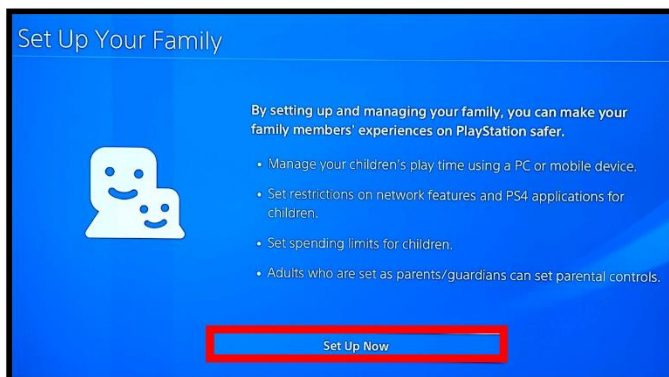 Set Up Your Family
By setting up and managing your family, you can make your
family members' experiences on PlayStation safer.
• Manage your children's play time using a PC or mobile device.
• Set restrictions on network features and PS4 applications for
children.
• Set spending limits for children.
• Adults who are set as parents/guardians can set parental controls.
Set Up Now